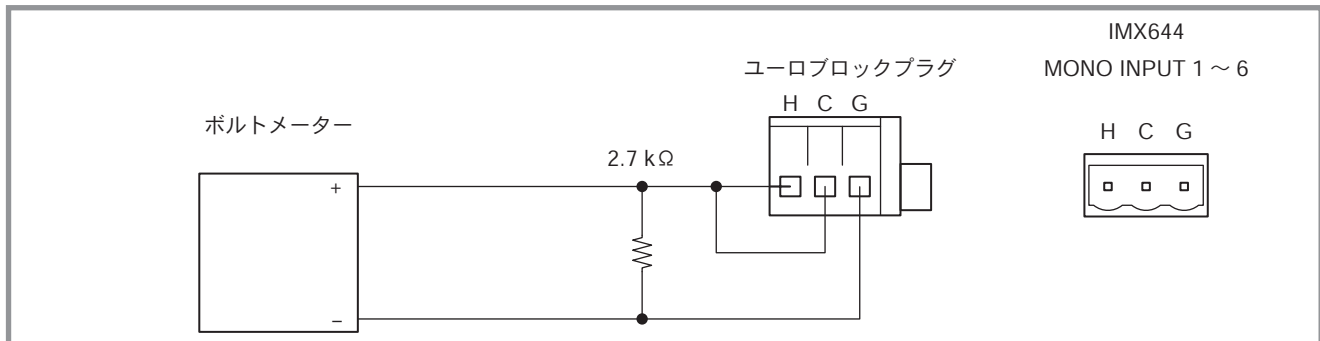 IMX644
ユーロブロックプラグ
MONO INPUT 1 ～ 6
H C G
ボルトメーター
H C G
2.7 kΩ
+
−